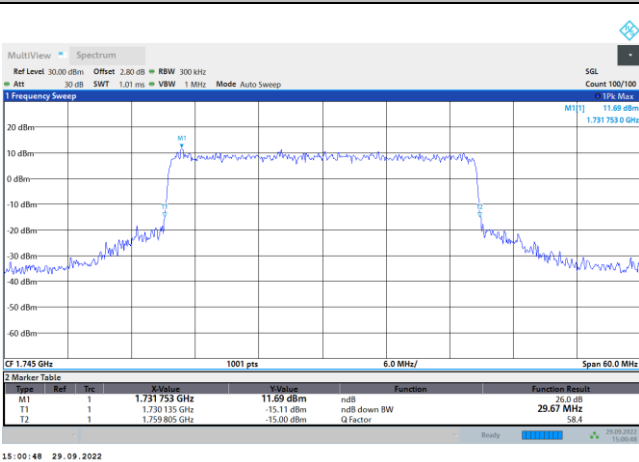 MultiView Spectrum
Ref Level 30.00 dBm Offset 2.80 dB RBW 300 kHz SGL
Att 30 dB SWT 1.01 ms VBW 1 MHz Mode Auto Sweep Count 100/100
1 Frequency Sweep 1Pk Max
M1[1] 11.69 dBm
1.731 753 0 GHz
20 dBm
M1
10 dBm
0 dBm
-10 dBm
T1 T2
-20 dBm
-30 dBm
-40 dBm
-50 dBm
-60 dBm
CF 1.745 GHz 1001 pts 6.0 MHz/ Span 60.0 MHz
2 Marker Table
Type Ref Trc X-Value Y-Value Function Function Result
M1 1 1.731 753 GHz 11.69 dBm ndB 26.0 dB
T1 1 1.730 135 GHz -15.11 dBm ndB down BW 29.67 MHz
T2 1 1.759 805 GHz -15.00 dBm Q Factor 58.4
Ready 29.09.2022
15:00:48
15:00:48 29.09.2022